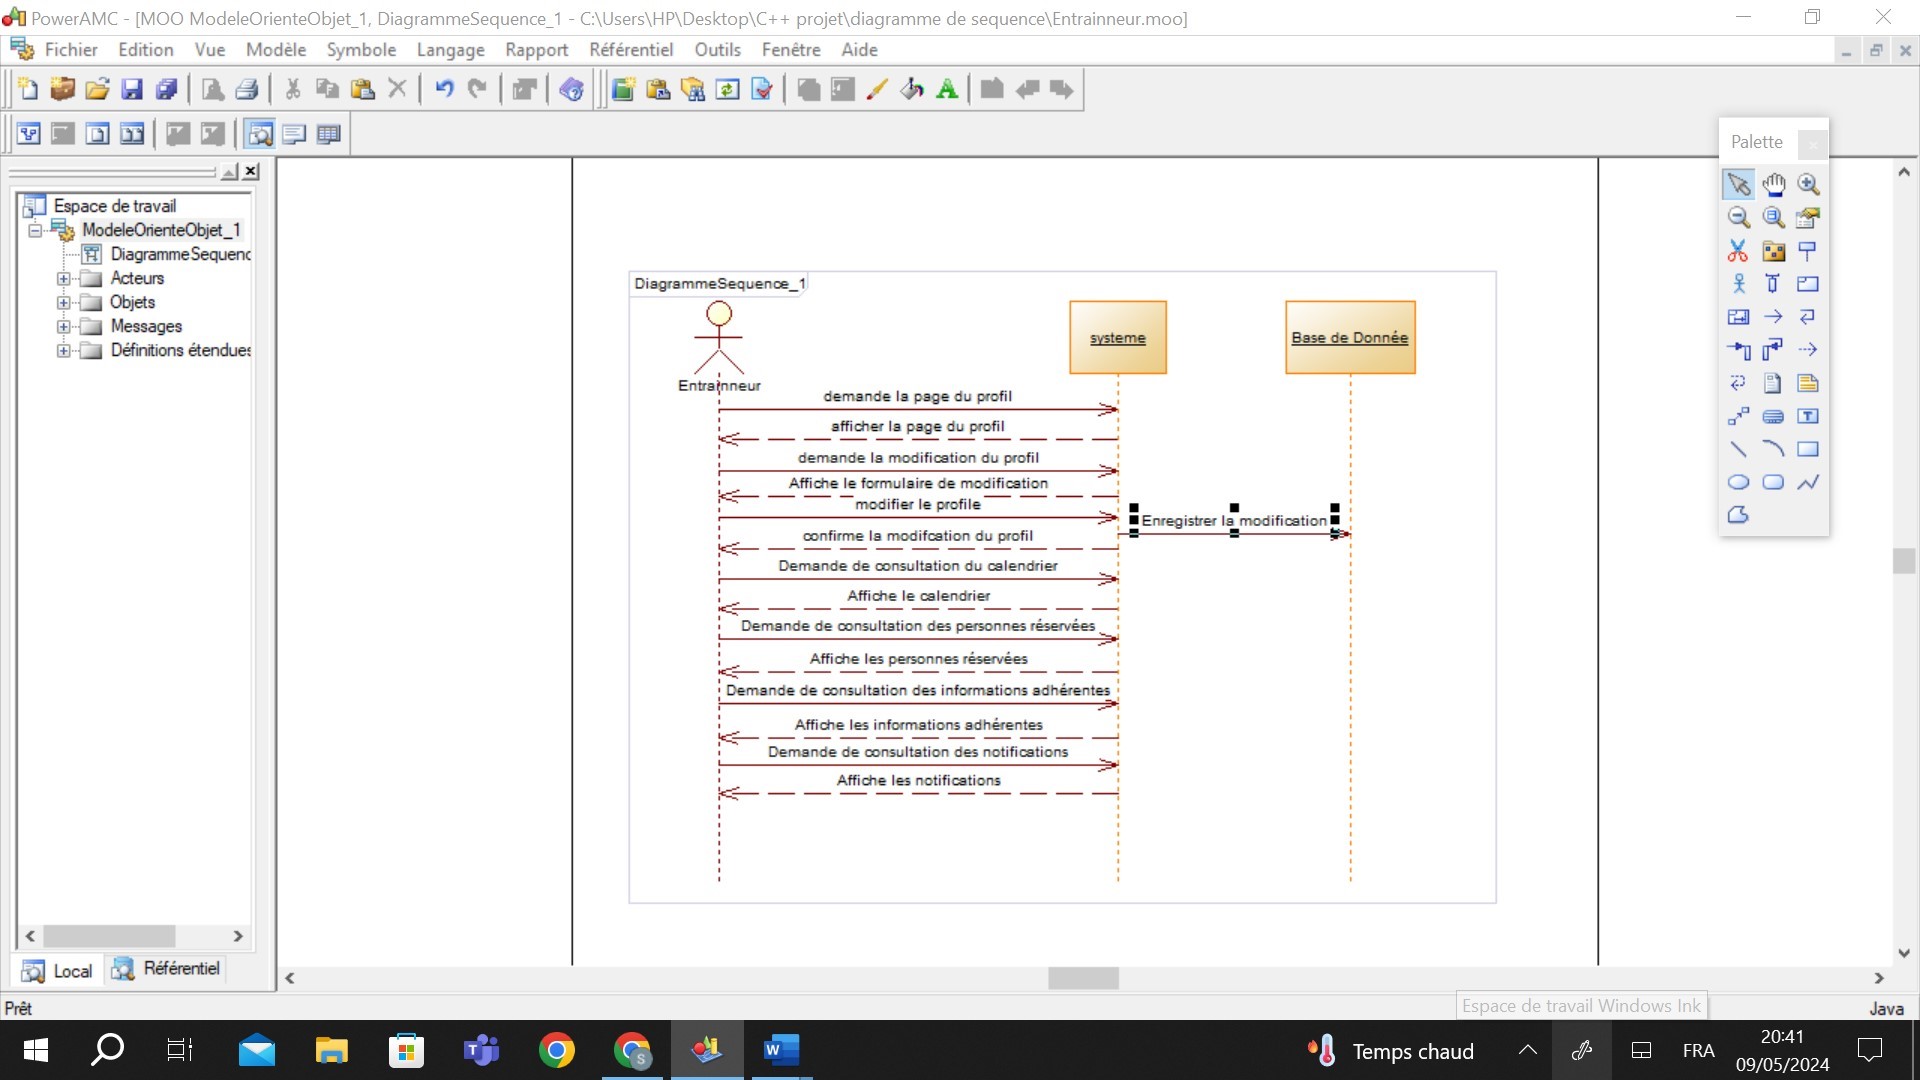 PowerAMC - [MOO ModeleOrienteObjet_1, DiagrammeSequence_1 - C:\Users\HP\Desktop\C++ projet\diagramme de sequence\Entrainneur.moo]
Fichier Edition Vue Modèle Symbole Langage Rapport Référentiel Outils Fenêtre Aide
Palette
Espace de travail
ModeleOrienteObjet_1
DiagrammeSequenc
Acteurs
Objets
Messages
Définitions étendues
DiagrammeSequence_1
systeme
Base de Donnée
Entrainneur
demande la page du profil
afficher la page du profil
demande la modification du profil
Affiche le formulaire de modification
modifier le profile
Enregistrer la modification
confirme la modifcation du profil
Demande de consultation du calendrier
Affiche le calendrier
Demande de consultation des personnes réservées
Affiche les personnes réservées
Demande de consultation des informations adhérentes
Affiche les informations adhérentes
Demande de consultation des notifications
Affiche les notifications
Local Référentiel
Prêt
Espace de travail Windows Ink
Java
Temps chaud
FRA
20:41
09/05/2024